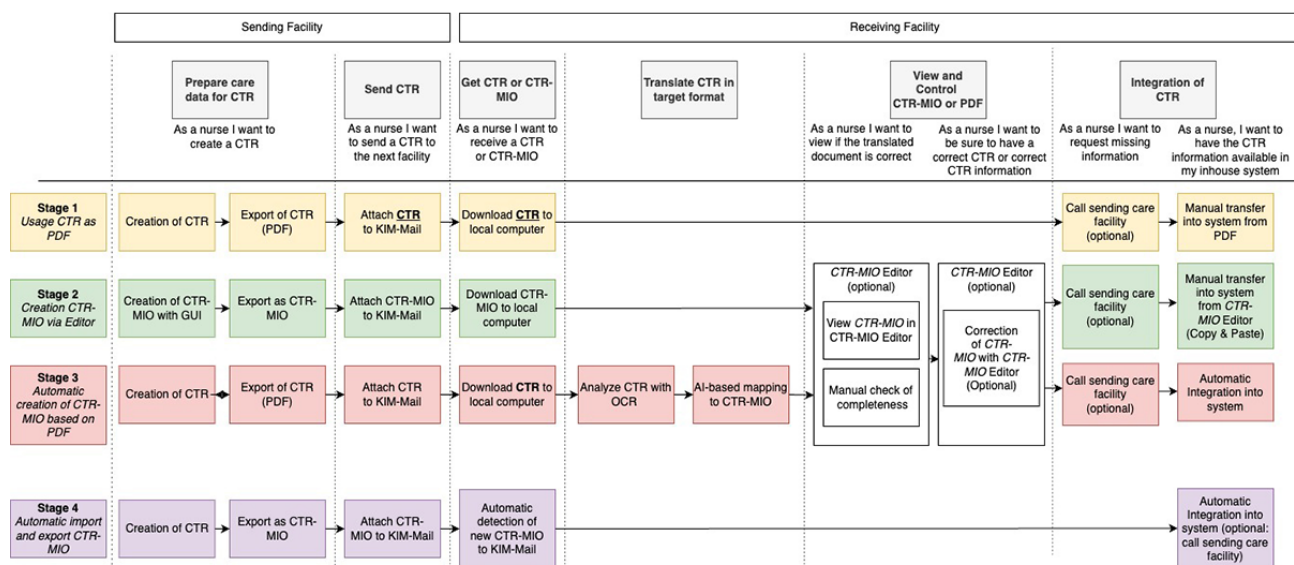 Sending Facility
Receiving Facility
Prepare care
data for CTR
Send CTR
Get CTR or CTR-
MIO
Translate CTR in
target format
View and
Control
CTR-MIO or PDF
Integration of
CTR
As a nurse I want to
create a CTR
As a nurse I want
to send a CTR to
the next facility
As a nurse I want to
receive a CTR
or CTR-MIO
As a nurse I want to
view if the translated
document is correct
As a nurse I want to
be sure to have a
correct CTR or correct
CTR information
As a nurse I want to
request missing
information
As a nurse, I want to
have the CTR
information available in
my inhouse system
Stage 1
Usage CTR as
PDF
Creation of CTR
Export of CTR
(PDF)
Attach CTR
to KIM-Mail
Download CTR to
local computer
Call sending care
facility
(optional)
Manual transfer
into system from
PDF
Stage 2
Creation CTR-
MIO via Editor
Creation of CTR-
MIO with GUI
Export as CTR-
MIO
Attach CTR-MIO
to KIM-Mail
Download CTR-
MIO to local
computer
CTR-MIO Editor
(optional)
View CTR-MIO in
CTR-MIO Editor
Manual check of
completeness
CTR-MIO Editor
(optional)
Correction
of CTR-
MIO with CTR-
MIO Editor
(Optional)
Call sending care
facility
(optional)
Manual transfer
into system
from CTR-
MIO Editor
(Copy & Paste)
Stage 3
Automatic
creation of CTR-
MIO based on
PDF
Creation of CTR
Export of CTR
(PDF)
Attach CTR
to KIM-Mail
Download CTR to
local computer
Analyze CTR with
OCR
AI-based mapping
to CTR-MIO
Call sending care
facility
(optional)
Automatic
Integration into
system
Stage 4
Automatic import
and export CTR-
MIO
Creation of CTR
Export as CTR-
MIO
Attach CTR-
MIO to KIM-Mail
Automatic
detection of
new CTR-MIO
to KIM-Mail
Automatic
Integration into
system (optional:
call sending care
facility)